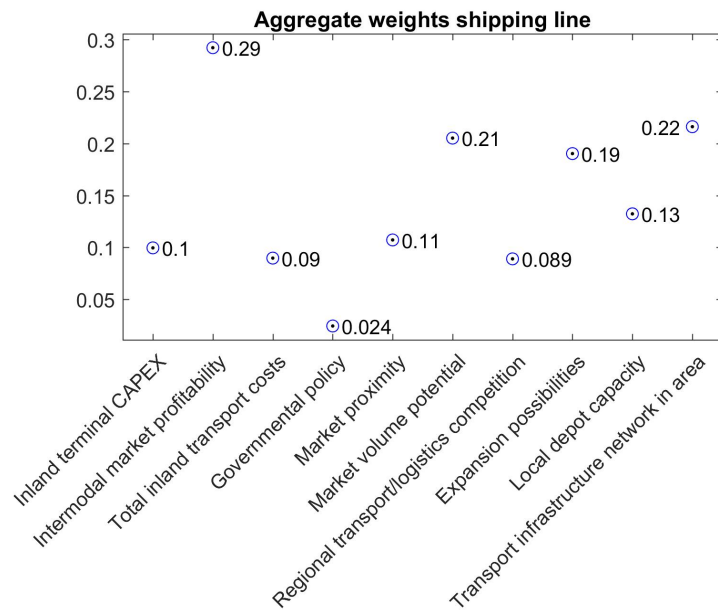 Aggregate weights shipping line
0.3
0.25
0.2
0.15
0.1
0.05
0.1
0.29
0.09
0.024
0.11
0.21
0.089
0.19
0.13
0.22
Inland terminal CAPEX
Intermodal market profitability
Total inland transport costs
Governmental policy
Market proximity
Market volume potential
Regional transport/logistics competition
Expansion possibilities
Local depot capacity
Transport infrastructure network in area